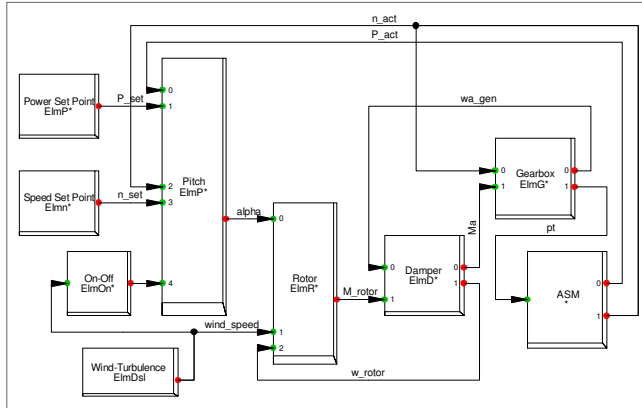 n_act
P_act
Power Set Point
ElmP*
P_set
0
1
wa_gen
Speed Set Point
Elmn*
n_set
Pitch
ElmP*
2
3
Gearbox
ElmG*
0
1
0
1
alpha
Ma
pt
On-Off
ElmOn*
4
0
Rotor
ElmR*
M_rotor
Damper
ElmD*
0
1
0
1
ASM
*
0
1
wind_speed
1
2
Wind-Turbulence
ElmDsl
w_rotor